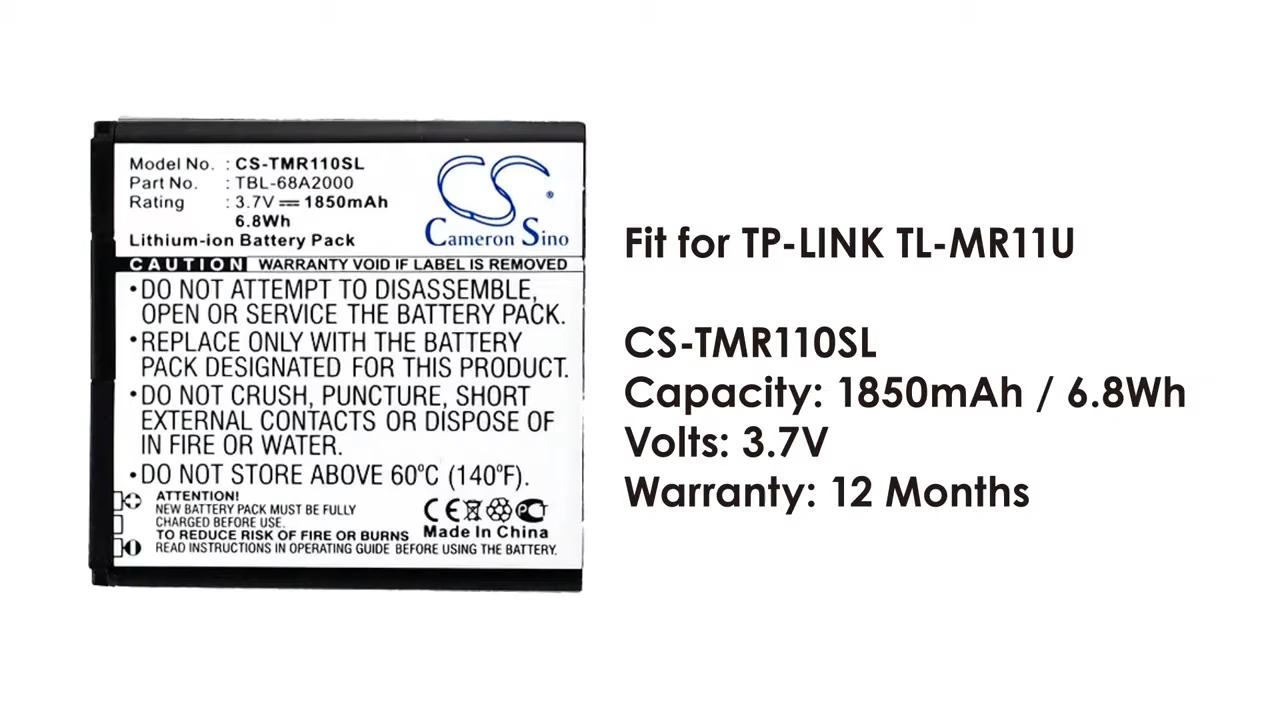 Model No. : CS-TMR110SL
Part No. : TBL-68A2000
Rating : 3.7V 1850mAh
6.8Wh
Lithium-ion Battery Pack
CS ®
Cameron Sino
CAUTION WARRANTY VOID IF LABEL IS REMOVED
•DO NOT ATTEMPT TO DISASSEMBLE,
OPEN OR SERVICE THE BATTERY PACK.
•REPLACE ONLY WITH THE BATTERY
PACK DESIGNATED FOR THIS PRODUCT.
•DO NOT CRUSH, PUNCTURE, SHORT
EXTERNAL CONTACTS OR DISPOSE OF
IN FIRE OR WATER.
•DO NOT STORE ABOVE 60°C (140°F).
ATTENTION!
NEW BATTERY PACK MUST BE FULLY
CHARGED BEFORE USE.
TO REDUCE RISK OF FIRE OR BURNS
READ INSTRUCTIONS IN OPERATING GUIDE BEFORE USING THE BATTERY.
CE PCT
Made In China
Fit for TP-LINK TL-MR11U
CS-TMR110SL
Capacity: 1850mAh / 6.8Wh
Volts: 3.7V
Warranty: 12 Months